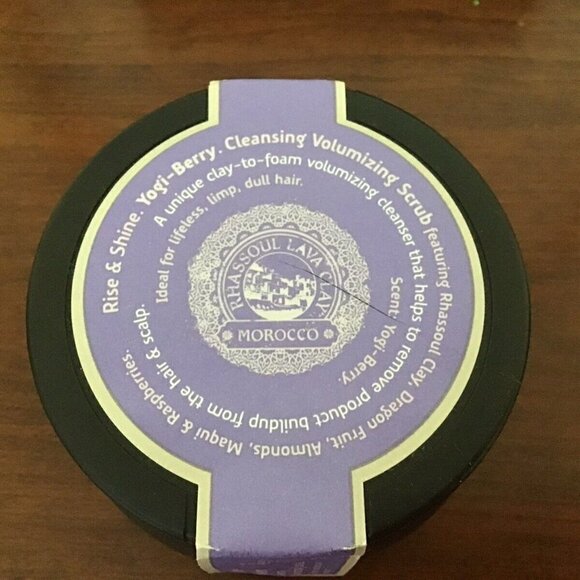 Rise & Shine. Yogi-Berry. Cleansing Volumizing Scrub featuring Rhassoul Clay, Dragon Fruit, Almonds, Maqui & Raspberries.
A unique clay-to-foam volumizing cleanser that helps to remove product buildup from the hair & scalp.
Ideal for lifeless, limp, dull hair.
Scent: Yogi-Berry.
RHASSOUL LAVA CLAY
MOROCCO